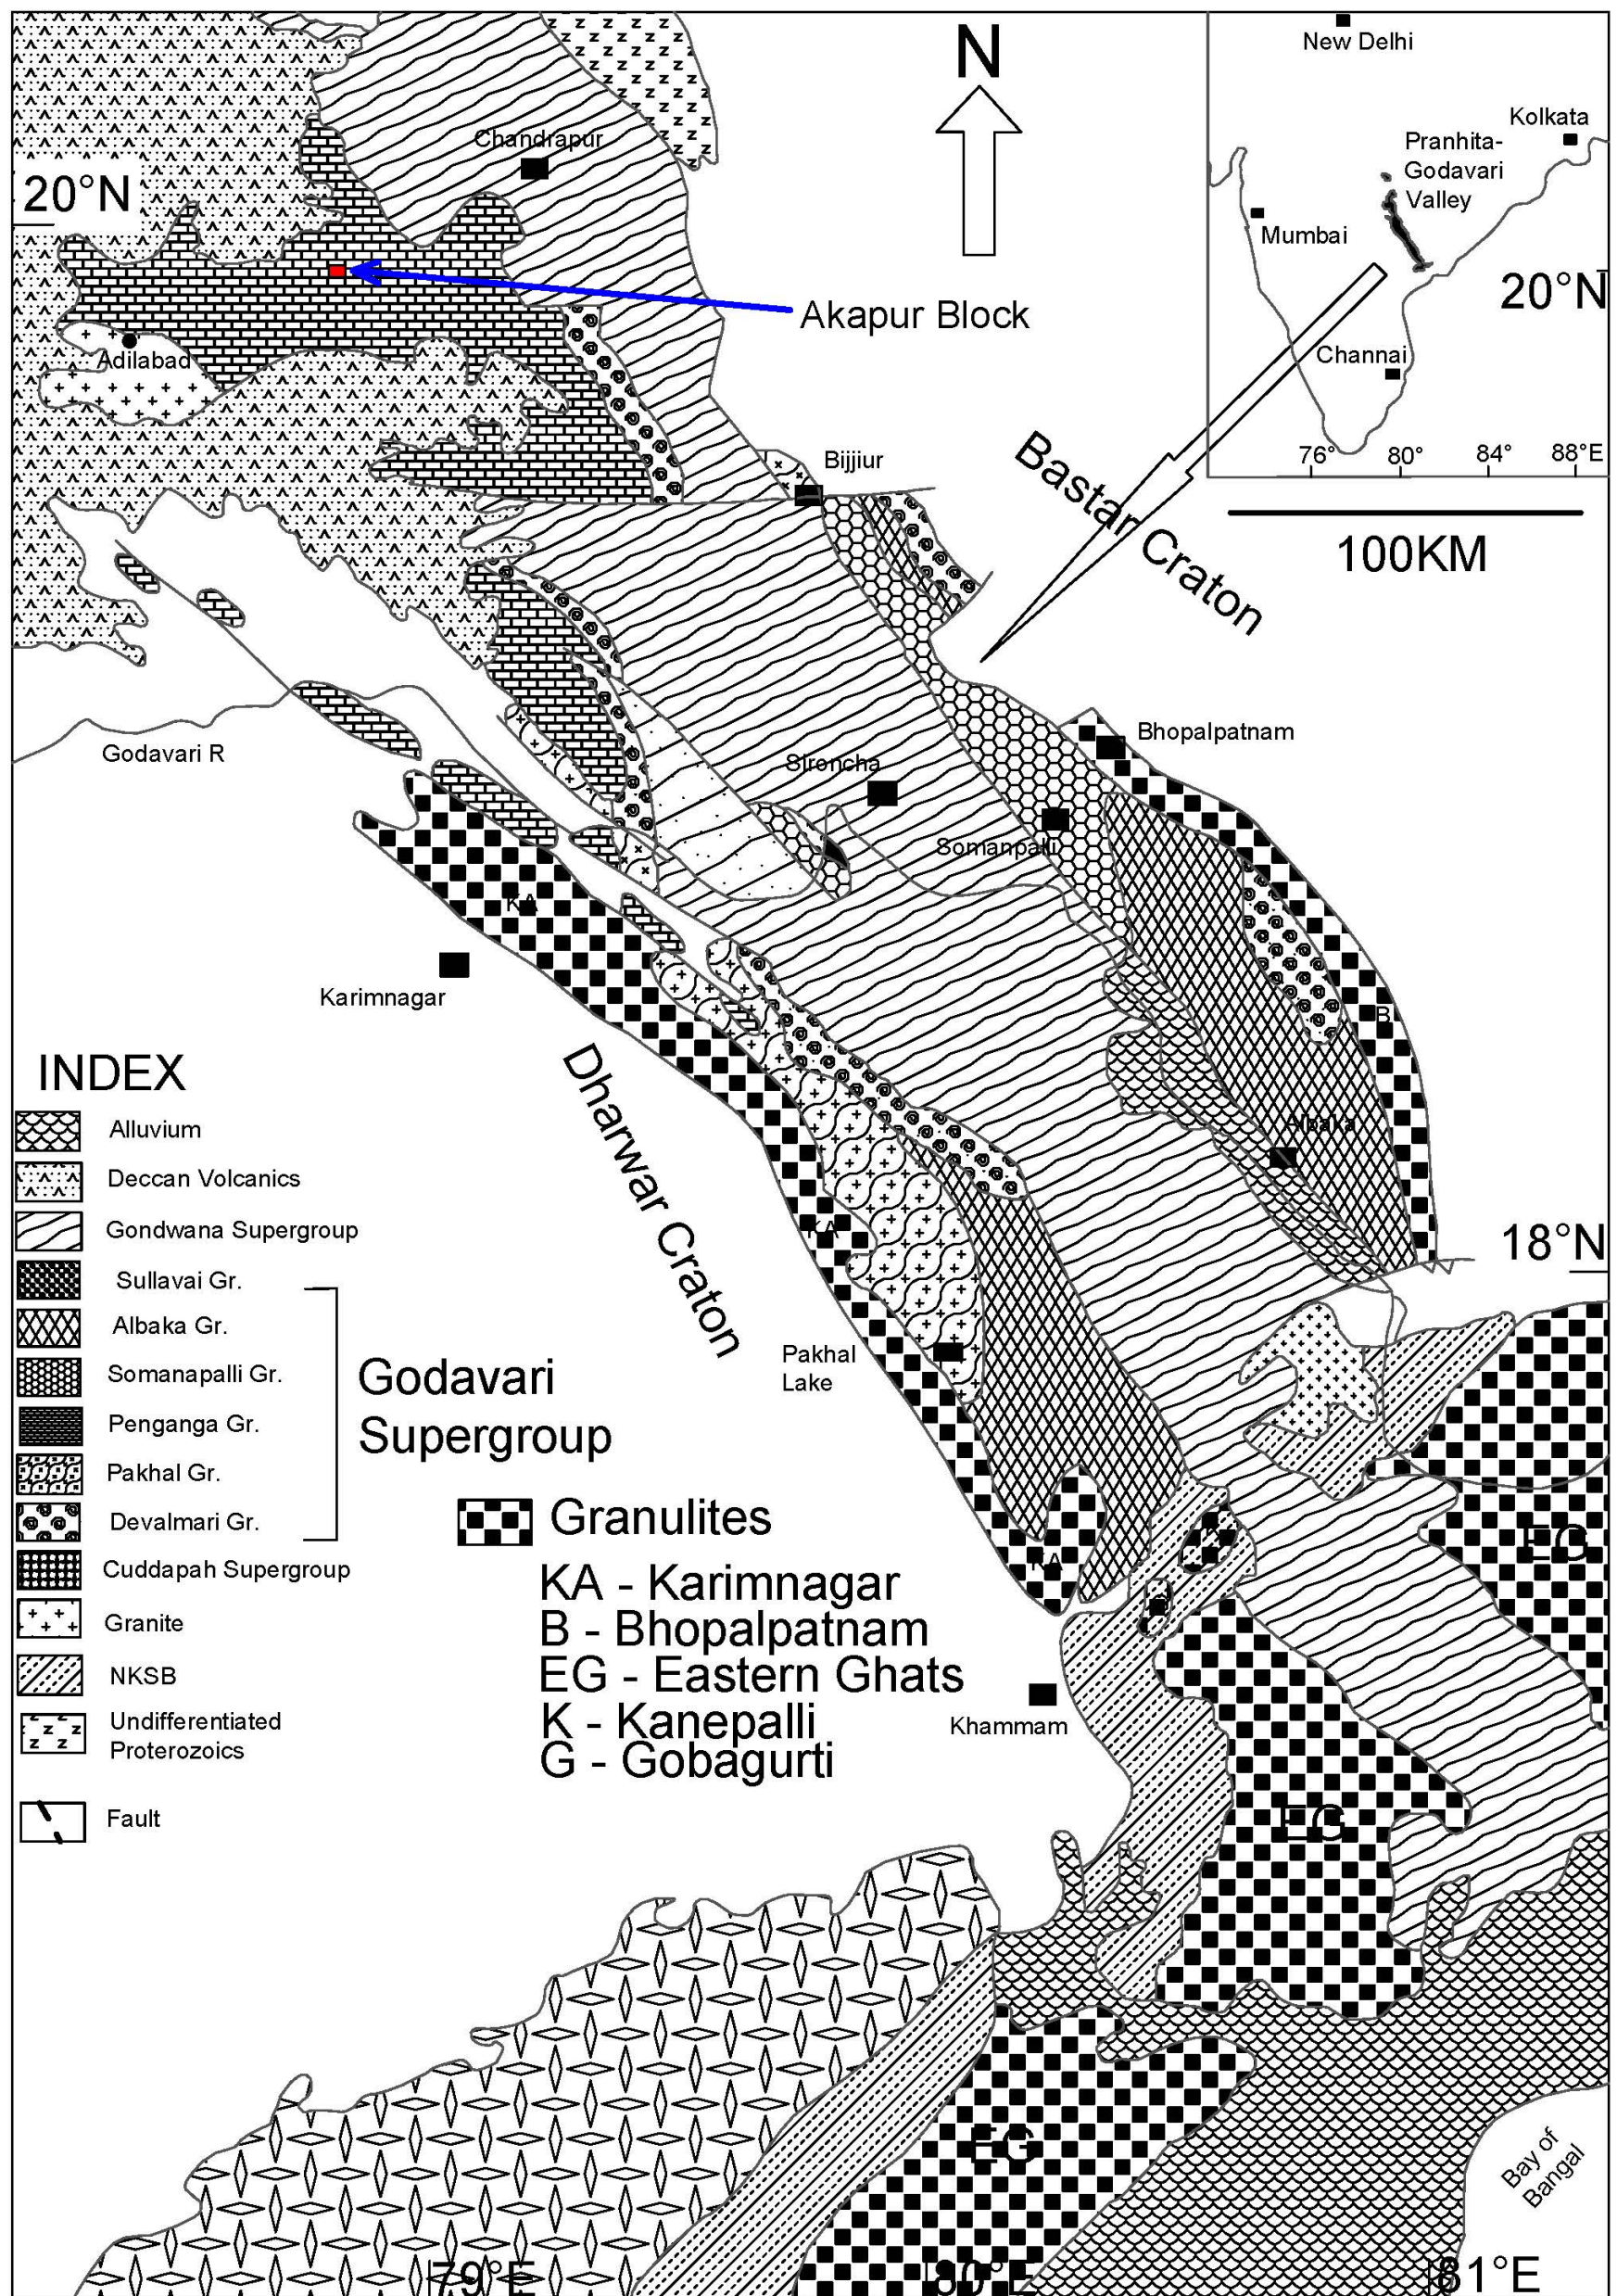 N
New Delhi
Kolkata
Pranhita-
Godavari
Valley
Mumbai
20°N
Channai
76°
80°
84°
88°E
100KM
Chandrapur
20°N
Akapur Block
Adilabad
Bijjiur
Bastar Craton
Godavari R
Bhopalpatnam
Sironcha
Somanpalli
KA
Karimnagar
B
Dharwar Craton
Albaka
KA
18°N
Pakhal
Lake
INDEX
Alluvium
Deccan Volcanics
Gondwana Supergroup
Sullavai Gr.
Albaka Gr.
Somanapalli Gr.
Penganga Gr.
Pakhal Gr.
Devalmari Gr.
Godavari
Supergroup
Cuddapah Supergroup
Granite
NKSB
Undifferentiated
Proterozoics
Fault
Granulites
KA - Karimnagar
B - Bhopalpatnam
EG - Eastern Ghats
K - Kanepalli
G - Gobagurti
K
EG
KA
G
Khammam
EG
EG
Bay of
Bangal
79°E
80°E
81°E